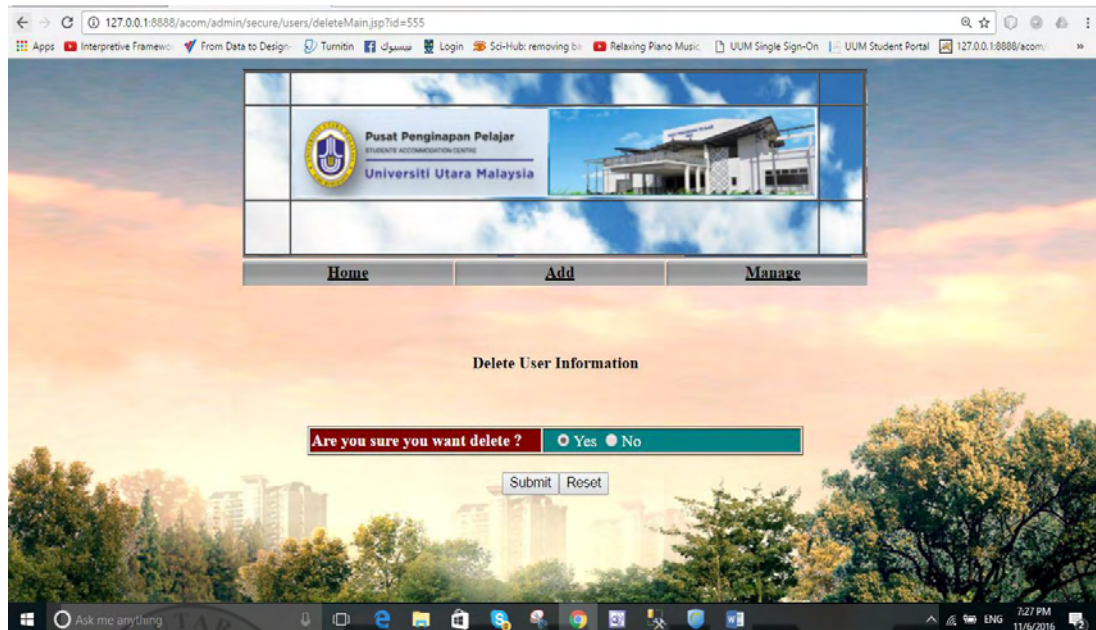 127.0.0.1:8888/acom/admin/secure/users/deleteMain.jsp?id=555
Apps Interpretive Framewo From Data to Design- Turnitin فيسبوك Login Sci-Hub: removing ba Relaxing Piano Music, UUM Single Sign-On UUM Student Portal 127.0.0.1:8888/acom/ »
Pusat Penginapan Pelajar
STUDENTS ACCOMMODATION CENTRE
Universiti Utara Malaysia
Home Add Manage
Delete User Information
Are you sure you want delete ? Yes No
Submit Reset
Ask me anything
ENG
7:27 PM
11/6/2016